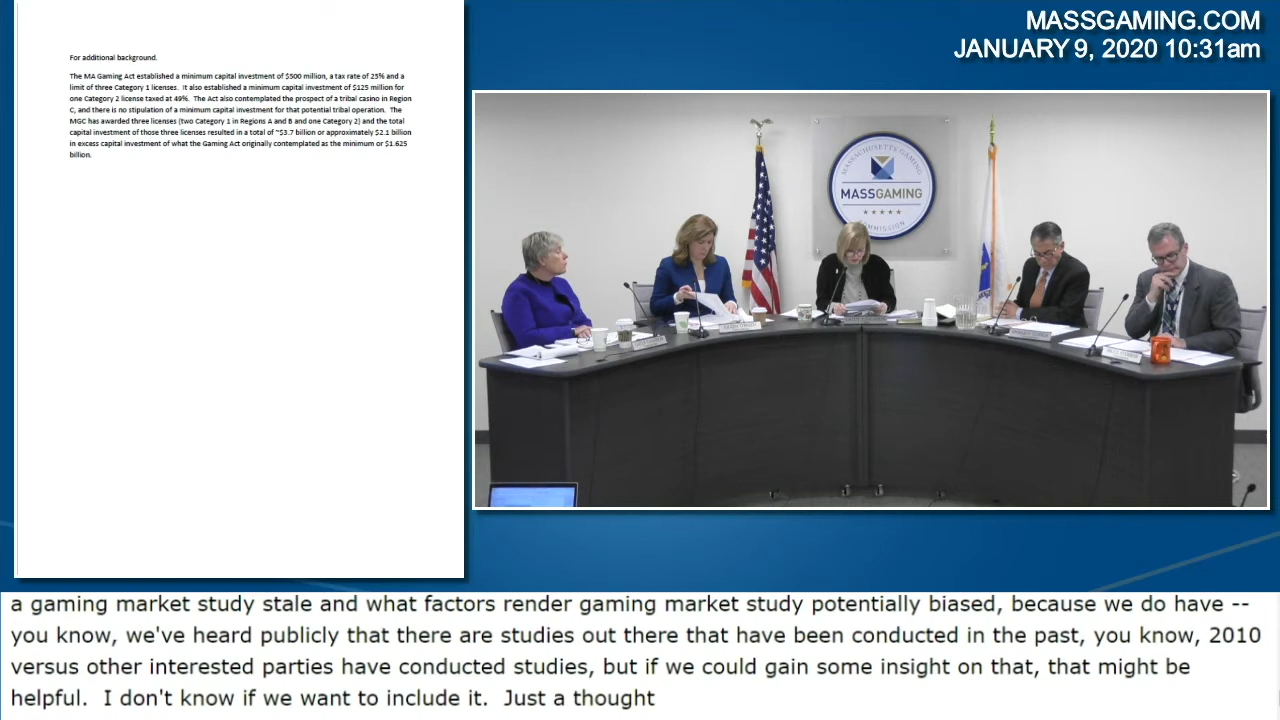 MASSGAMING.COM
JANUARY 9, 2020 10:31am
For additional background.
The MA Gaming Act established a minimum capital investment of $500 million, a tax rate of 25% and a
limit of three Category 1 licenses. It also established a minimum capital investment of $125 million for
one Category 2 license taxed at 49%. The Act also contemplated the prospect of a tribal casino in Region
C, and there is no stipulation of a minimum capital investment for that potential tribal operation. The
MGC has awarded three licenses (two Category 1 in Regions A and B and one Category 2) and the total
capital investment of those three licenses resulted in a total of ~$3.7 billion or approximately $2.1 billion
in excess capital investment of what the Gaming Act originally contemplated as the minimum or $1.625
billion.
MASSACHUSETTS GAMING
MASSGAMING
COMMISSION
a gaming market study stale and what factors render gaming market study potentially biased, because we do have --
you know, we've heard publicly that there are studies out there that have been conducted in the past, you know, 2010
versus other interested parties have conducted studies, but if we could gain some insight on that, that might be
helpful. I don't know if we want to include it. Just a thought